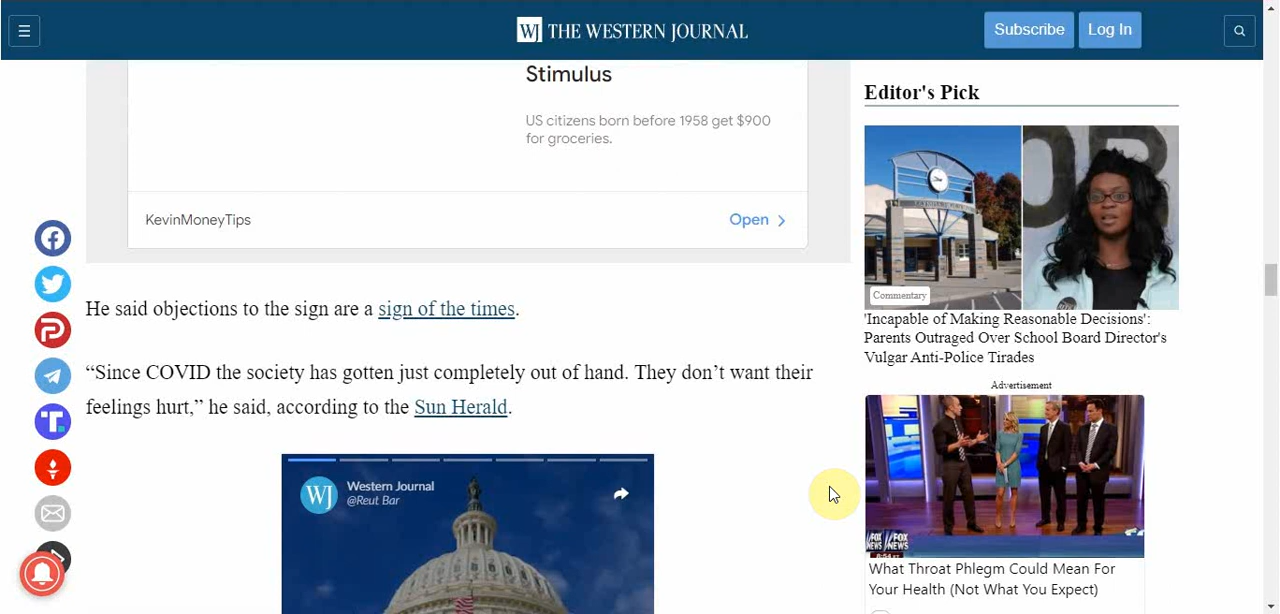 WJ THE WESTERN JOURNAL
Subscribe
Log In
Stimulus
US citizens born before 1958 get $900
for groceries.
KevinMoneyTips
Open
He said objections to the sign are a sign of the times.
“Since COVID the society has gotten just completely out of hand. They don’t want their
feelings hurt,” he said, according to the Sun Herald.
WJ
Western Journal
@Reut Bar
Editor's Pick
Commentary
'Incapable of Making Reasonable Decisions':
Parents Outraged Over School Board Director's
Vulgar Anti-Police Tirades
Advertisement
FOX NEWS
What Throat Phlegm Could Mean For
Your Health (Not What You Expect)